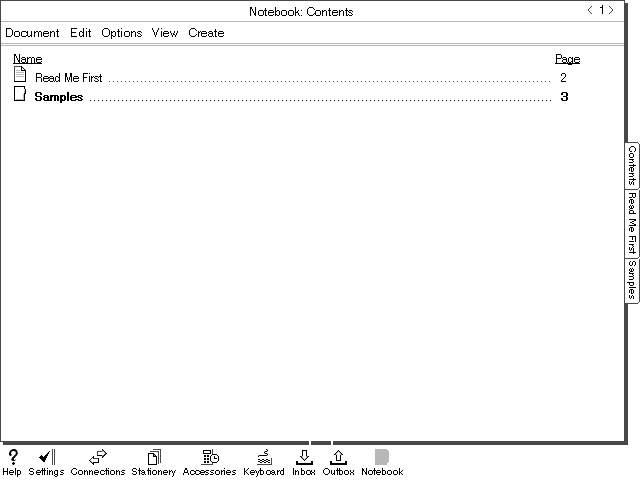 Notebook: Contents < 1 >
Document Edit Options View Create
Name Page
Read Me First 2
Samples 3
Contents
Read Me First
Samples
Help Settings Connections Stationery Accessories Keyboard Inbox Outbox Notebook